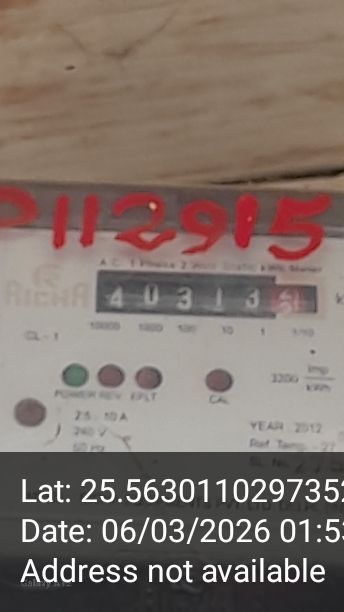 P112915
A.C. 1 Phase 2 Wire Static kWh Meter
RICHA
4 0 3 1 3
10000 1000 100 10 1 1/10
CL-1
3200 Imp/kWh
POWER REV EFLT CAL
2.5 - 10 A
240 V
50 Hz
YEAR : 2012
Ref. Temp. -27
Lat: 25.5630110297352
Date: 06/03/2026 01:5
Address not available